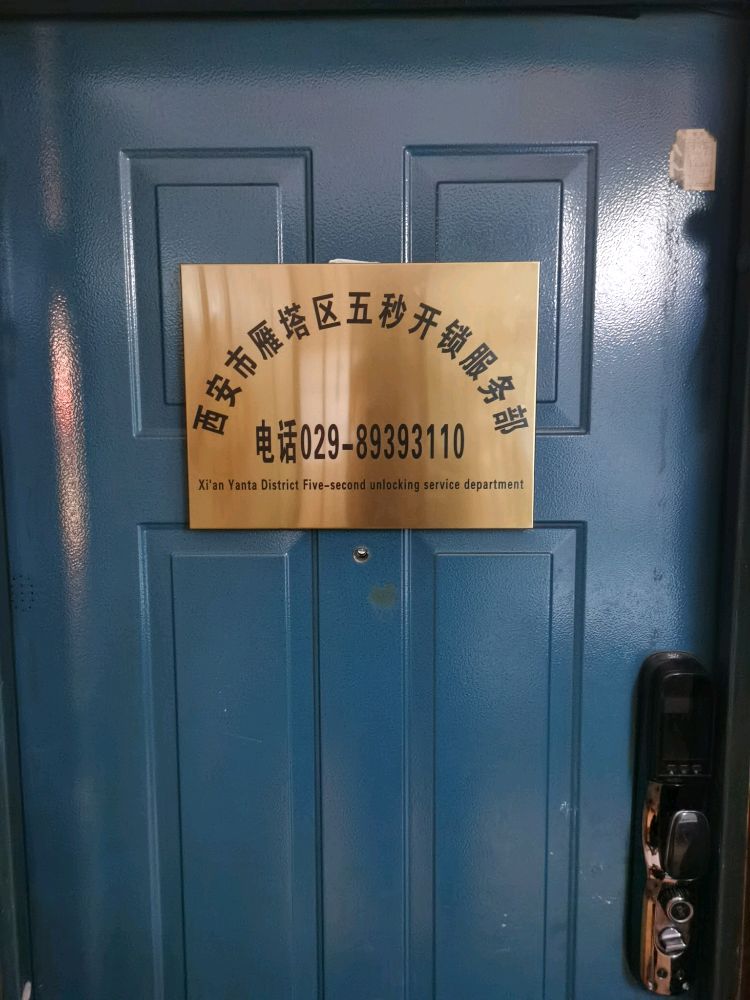 西安市雁塔区五秒开锁服务部
电话029-89393110
Xi'an Yanta District Five-second unlocking service department